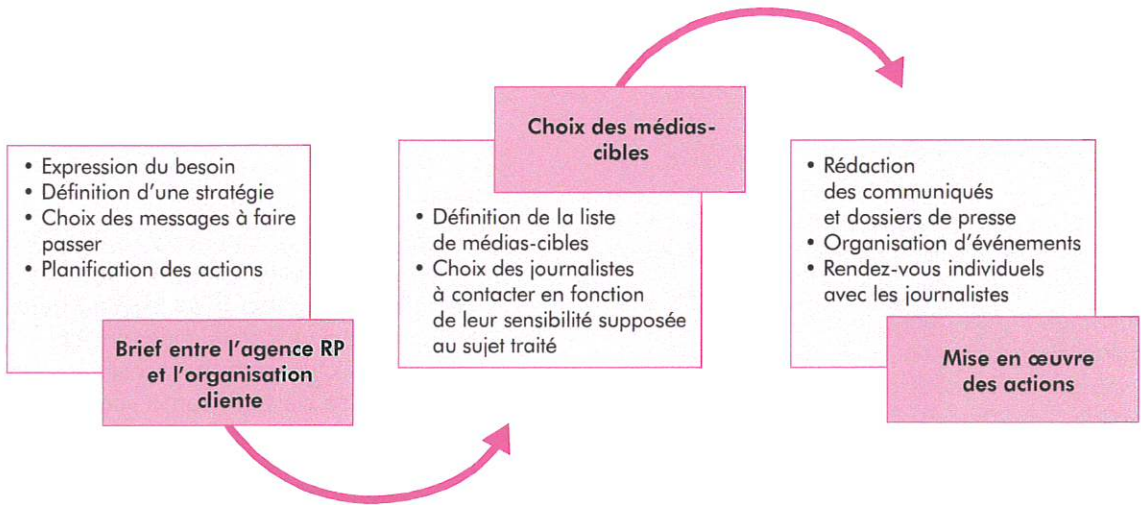 • Expression du besoin
• Définition d'une stratégie
• Choix des messages à faire
passer
• Planification des actions
Brief entre l'agence RP
et l'organisation
cliente
Choix des médias-
cibles
• Définition de la liste
de médias-cibles
• Choix des journalistes
à contacter en fonction
de leur sensibilité supposée
au sujet traité
• Rédaction
des communiqués
et dossiers de presse
• Organisation d'événements
• Rendez-vous individuels
avec les journalistes
Mise en œuvre
des actions